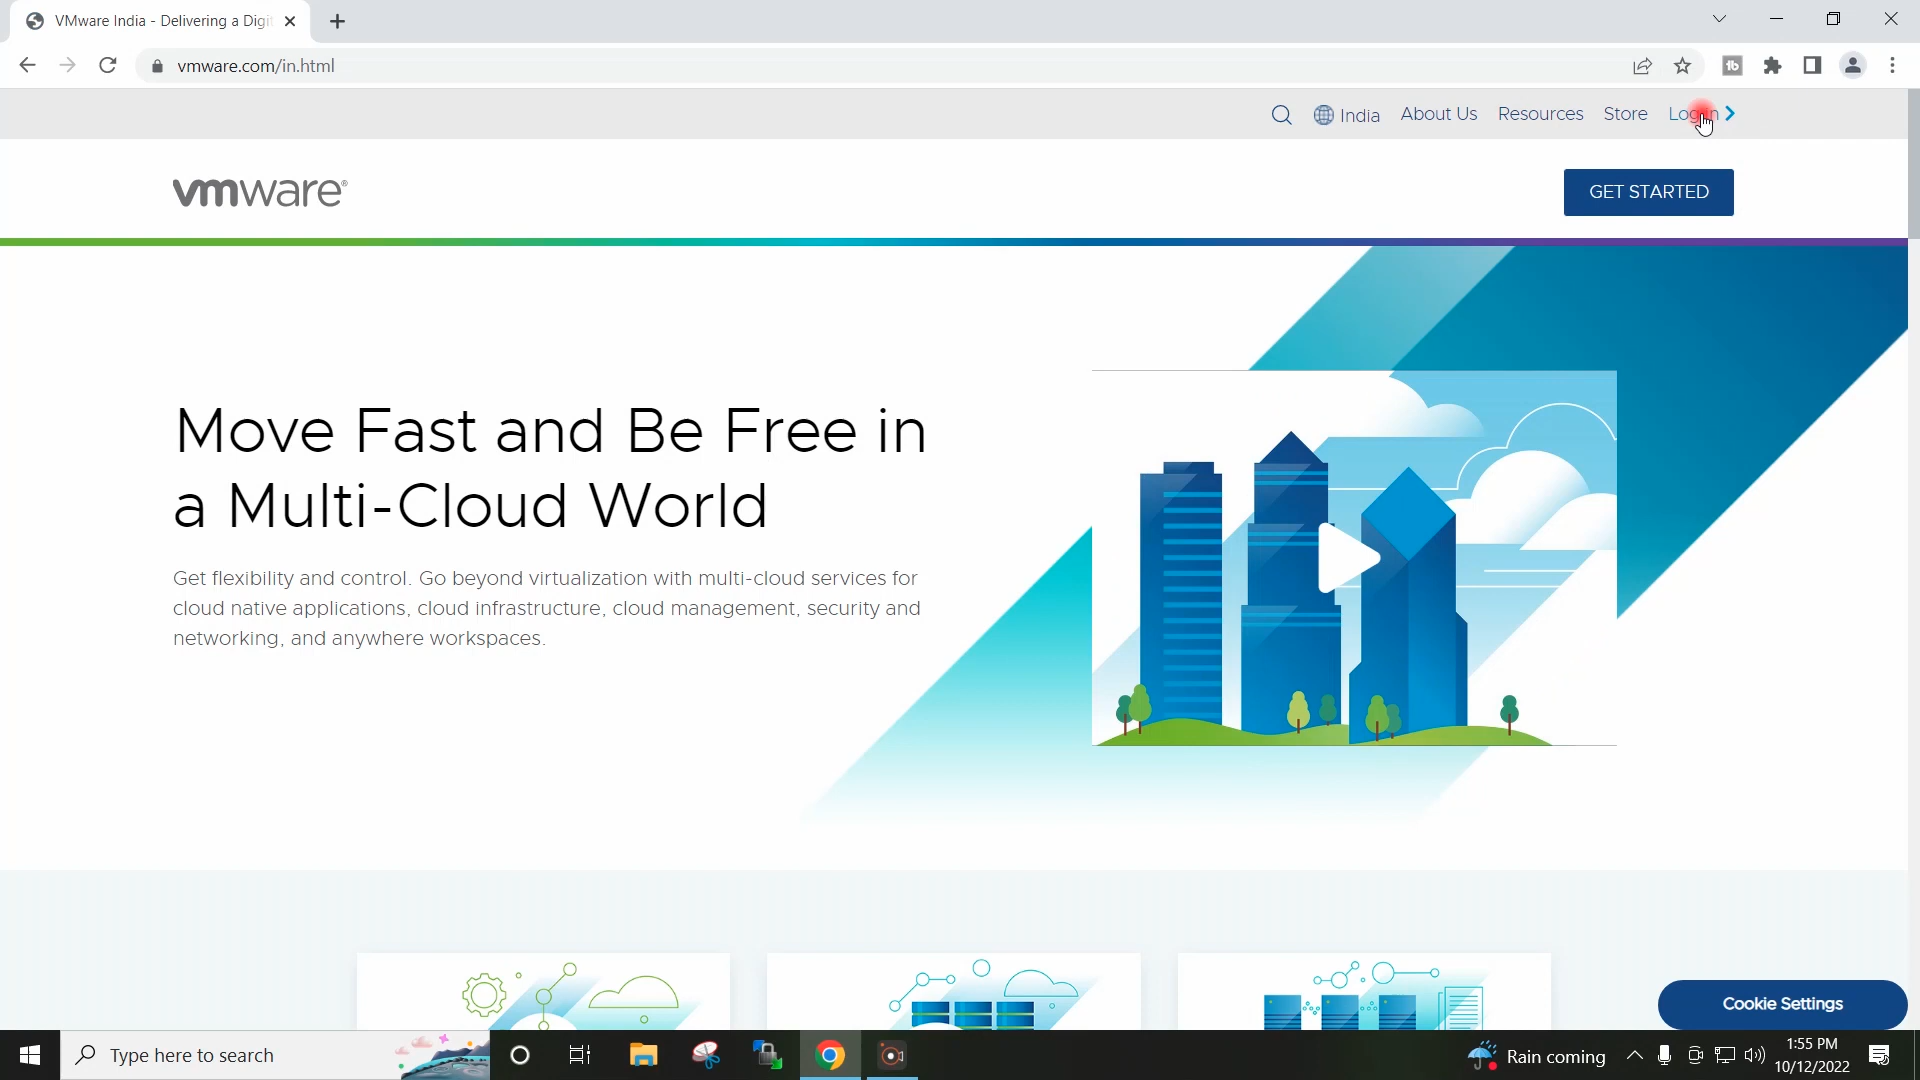 VMware India - Delivering a Digit
vmware.com/in.html
India About Us Resources Store Login
vmware®
GET STARTED
Move Fast and Be Free in
a Multi-Cloud World
Get flexibility and control. Go beyond virtualization with multi-cloud services for
cloud native applications, cloud infrastructure, cloud management, security and
networking, and anywhere workspaces.
Cookie Settings
Type here to search
Rain coming
1:55 PM
10/12/2022